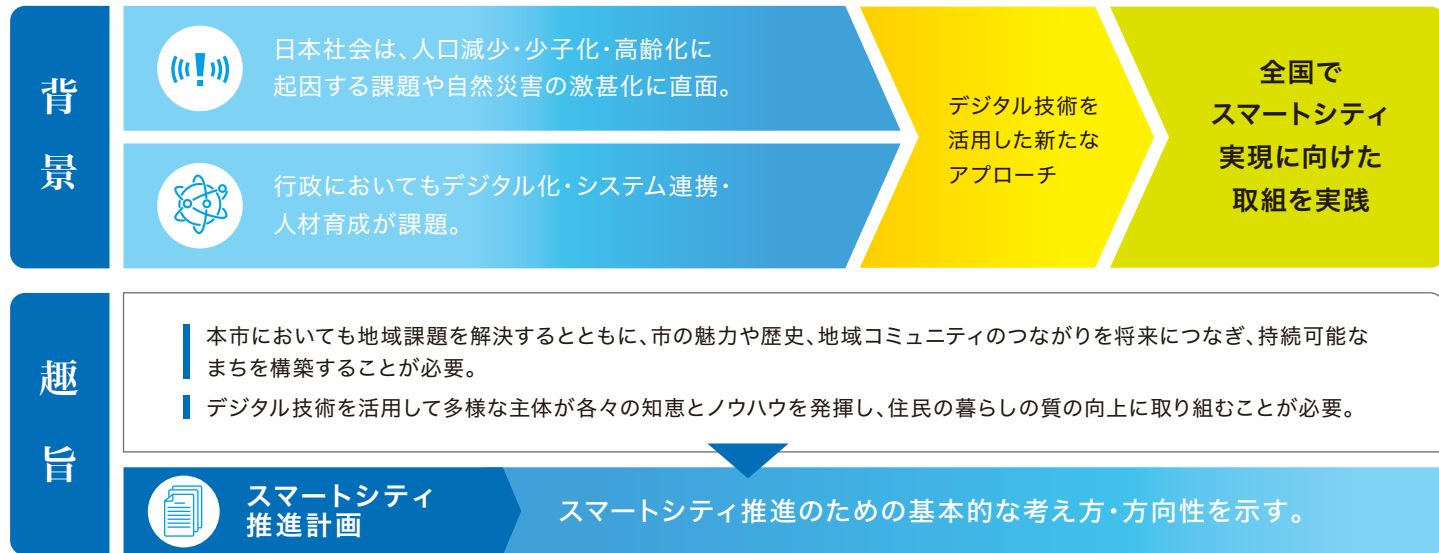 背景
日本社会は、人口減少・少子化・高齢化に
起因する課題や自然災害の激甚化に直面。
行政においてもデジタル化・システム連携・
人材育成が課題。
デジタル技術を
活用した新たな
アプローチ
全国で
スマートシティ
実現に向けた
取組を実践
趣旨
本市においても地域課題を解決するとともに、市の魅力や歴史、地域コミュニティのつながりを将来につなぎ、持続可能な
まちを構築することが必要。
デジタル技術を活用して多様な主体が各々の知恵とノウハウを発揮し、住民の暮らしの質の向上に取り組むことが必要。
スマートシティ
推進計画
スマートシティ推進のための基本的な考え方・方向性を示す。